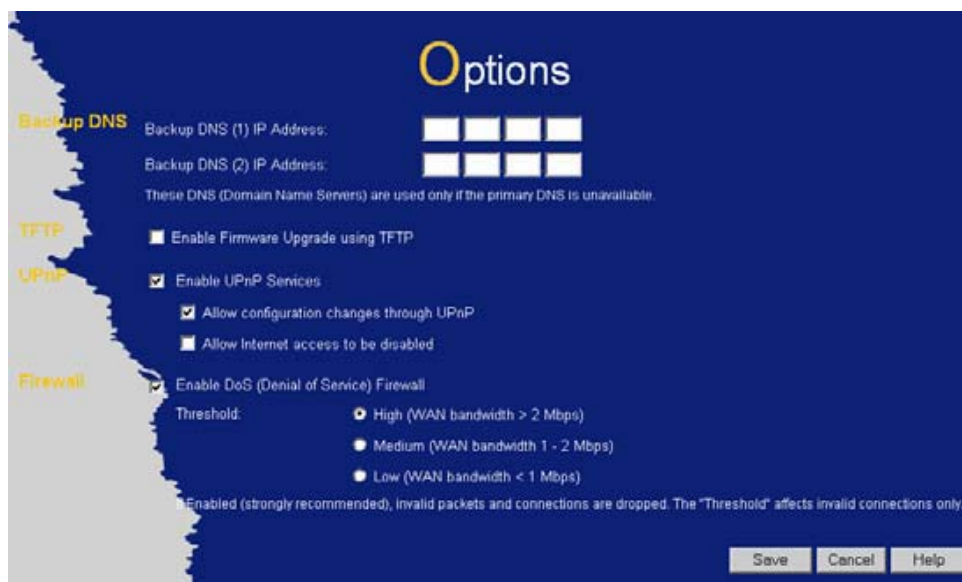 Options
Backup DNS
Backup DNS (1) IP Address:
Backup DNS (2) IP Address:
These DNS (Domain Name Servers) are used only if the primary DNS is unavailable.
TFTP
Enable Firmware Upgrade using TFTP
UPnP
Enable UPnP Services
Allow configuration changes through UPnP
Allow Internet access to be disabled
Firewall
Enable DoS (Denial of Service) Firewall
Threshold: High (WAN bandwidth > 2 Mbps)
Medium (WAN bandwidth 1 - 2 Mbps)
Low (WAN bandwidth < 1 Mbps)
If Enabled (strongly recommended), invalid packets and connections are dropped. The "Threshold" affects invalid connections only.
Save Cancel Help